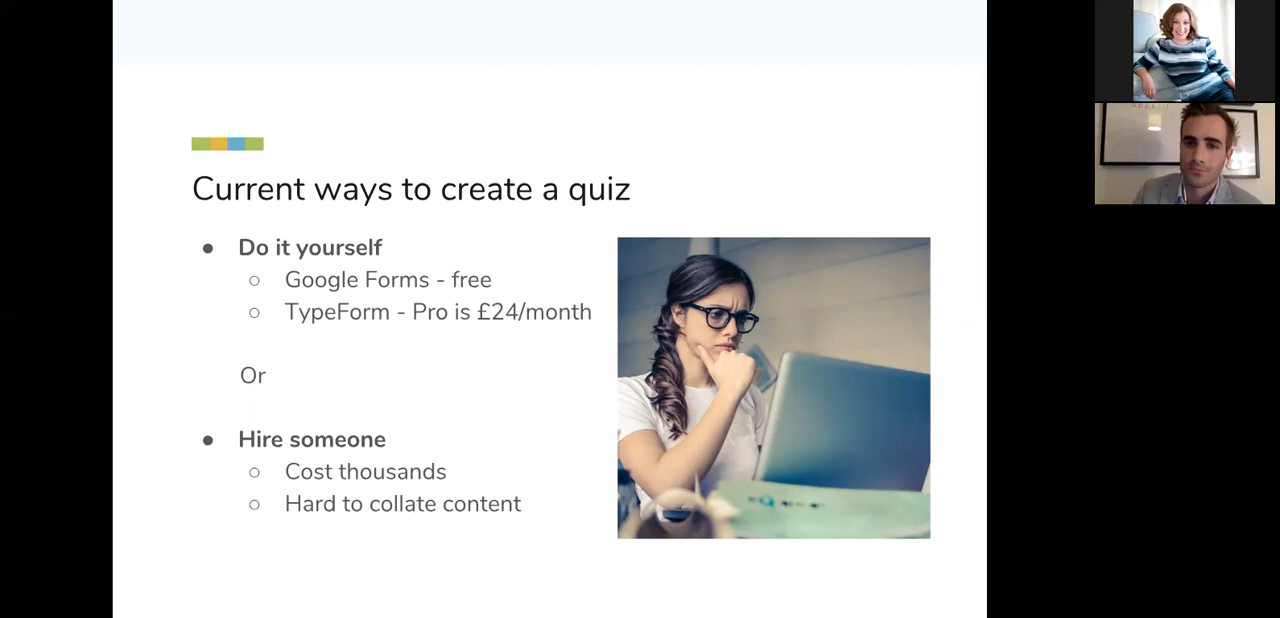 Current ways to create a quiz
● Do it yourself
○ Google Forms - free
○ TypeForm - Pro is £24/month
Or
● Hire someone
○ Cost thousands
○ Hard to collate content